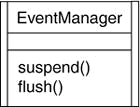 EventManager
suspend()
flush()